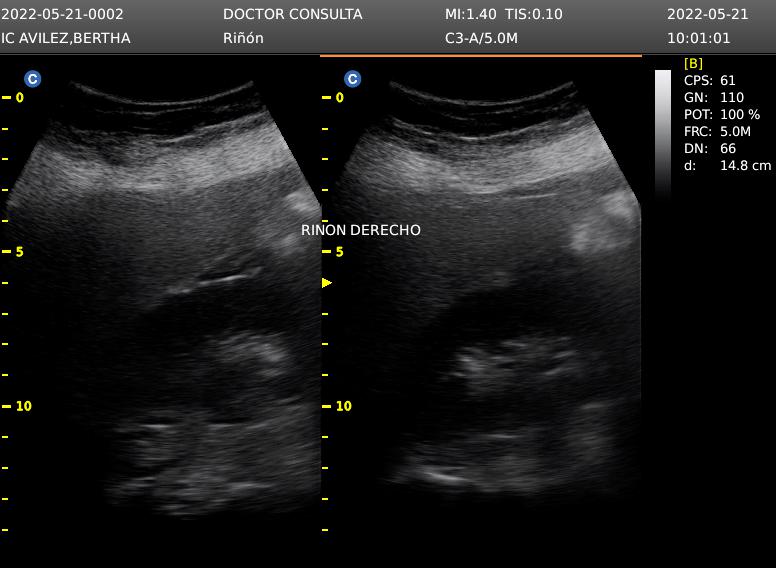 2022-05-21-0002 DOCTOR CONSULTA MI:1.40 TIS:0.10 2022-05-21
IC AVILEZ,BERTHA Riñón C3-A/5.0M 10:01:01
C C
[B]
CPS: 61
GN: 110
POT: 100 %
FRC: 5.0M
DN: 66
d: 14.8 cm
0 0
RINON DERECHO
5 5
10 10